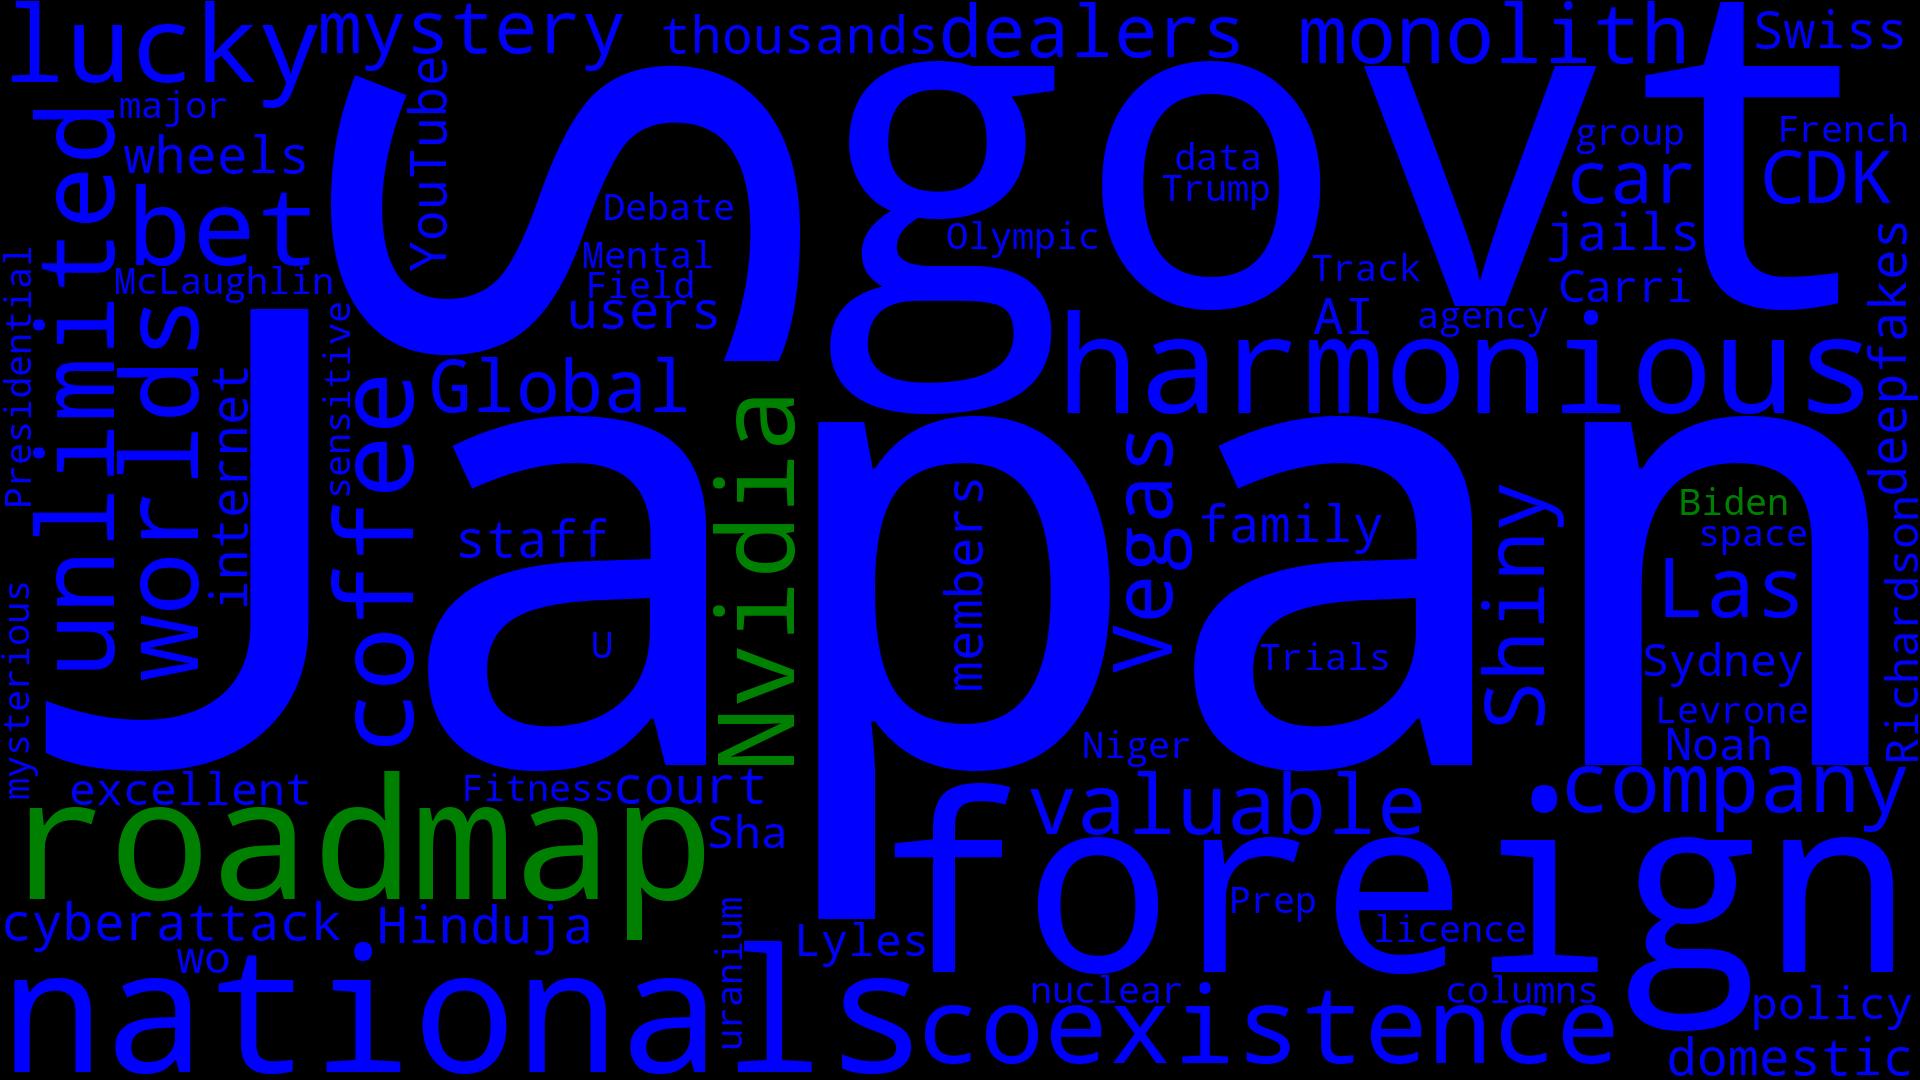 lucky
mystery
thousands
dealers
monolith
Swiss
major
wheels
unlimited
bet
McLaughlin
YouTube
S
govt
Debate
Mental
Field
users
data
Trump
Olympic
Track
AI
agency
group
French
car
CDK
jails
Carri
deepfakes
Presidential
worlds
internet
sensitive
coffee
Global
harmonious
Japan
staff
Nvidia
members
Vegas
family
Shiny
Biden
space
Las
U
Trials
Sydney
Levrone
Noah
Richardson
mysterious
Niger
excellent
Fitness
court
valuable
company
roadmap
Sha
foreign
Prep
licence
cyberattack
Hinduja
wo
uranium
Lyles
nationals
nuclear
columns
coexistence
policy
domestic